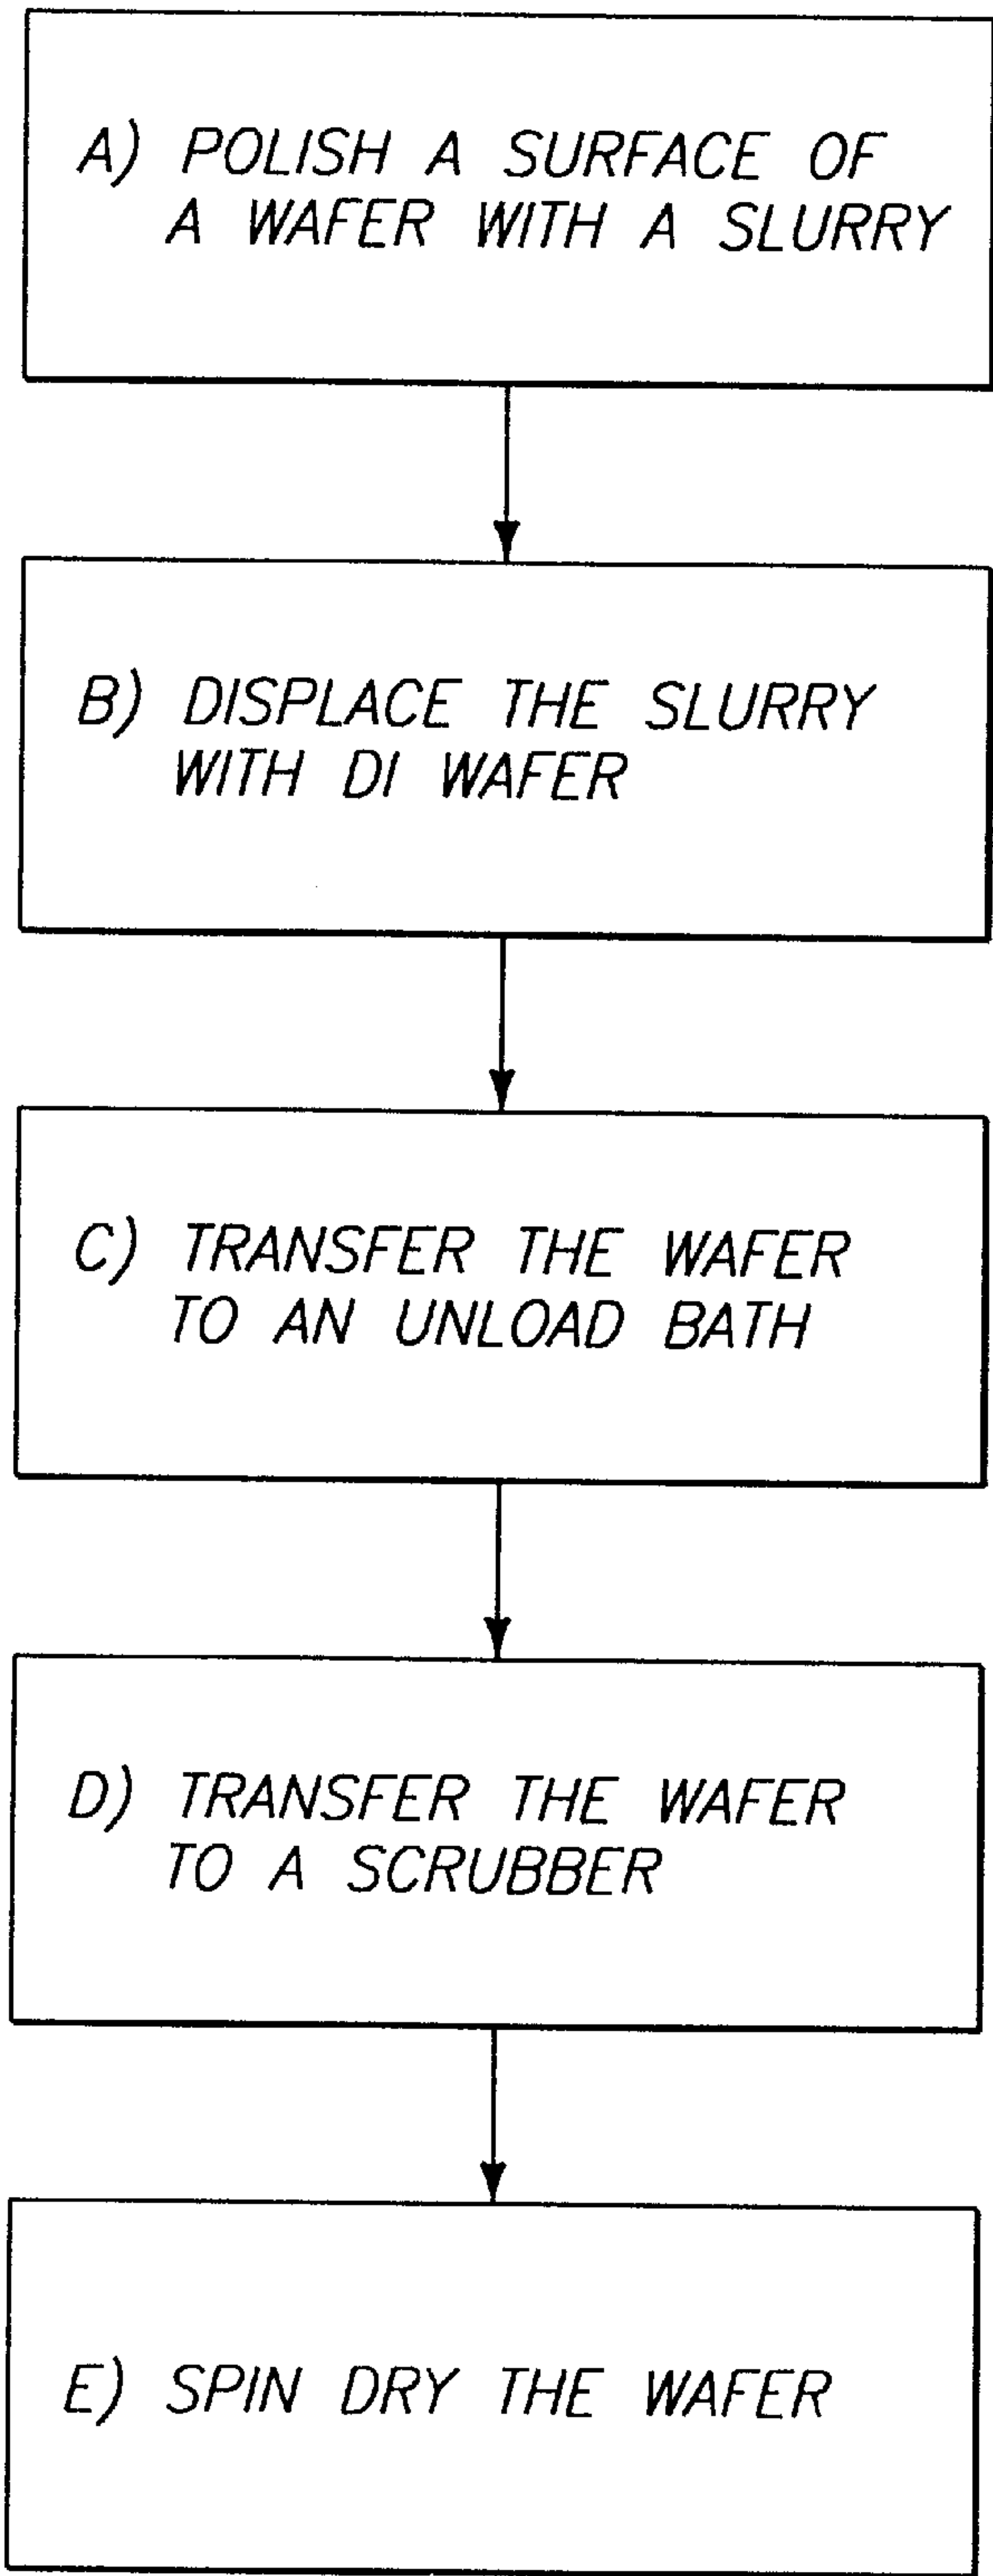 A) POLISH A SURFACE OF
A WAFER WITH A SLURRY
B) DISPLACE THE SLURRY
WITH DI WAFER
C) TRANSFER THE WAFER
TO AN UNLOAD BATH
D) TRANSFER THE WAFER
TO A SCRUBBER
E) SPIN DRY THE WAFER